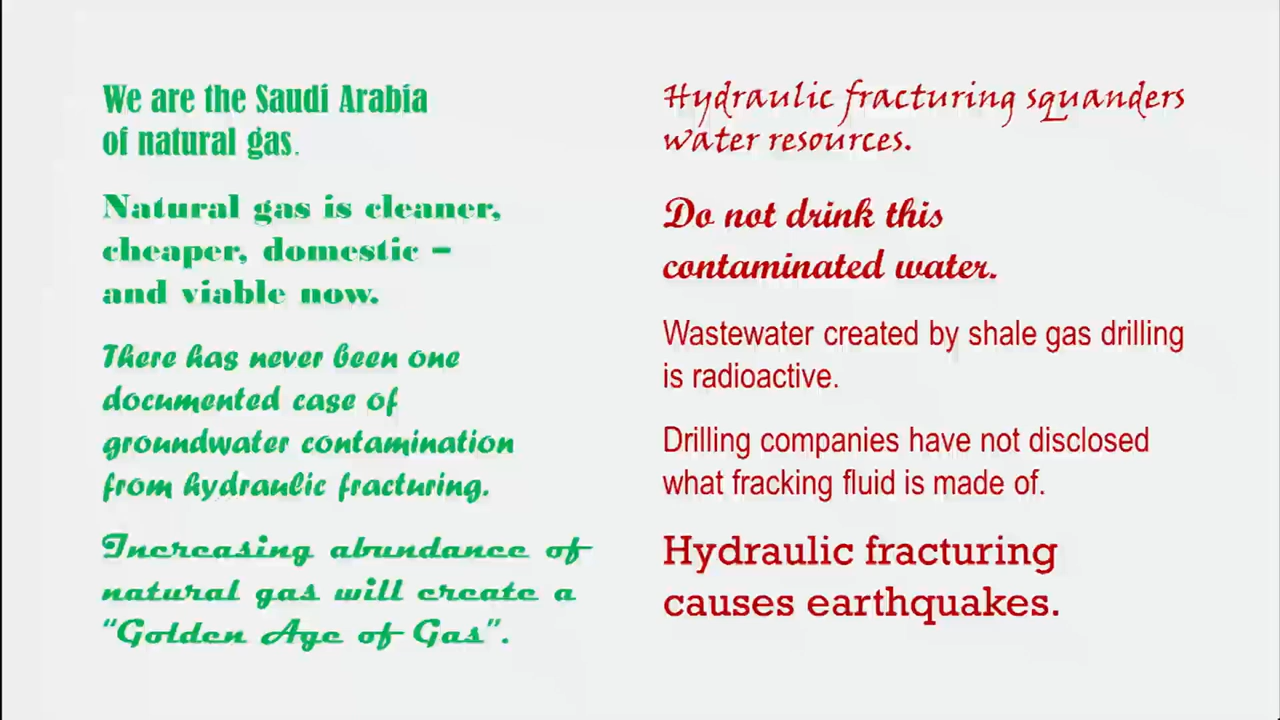 We are the Saudi Arabia
of natural gas.
Natural gas is cleaner,
cheaper, domestic –
and viable now.
There has never been one
documented case of
groundwater contamination
from hydraulic fracturing.
Increasing abundance of
natural gas will create a
“Golden Age of Gas”.
Hydraulic fracturing squanders
water resources.
Do not drink this
contaminated water.
Wastewater created by shale gas drilling
is radioactive.
Drilling companies have not disclosed
what fracking fluid is made of.
Hydraulic fracturing
causes earthquakes.